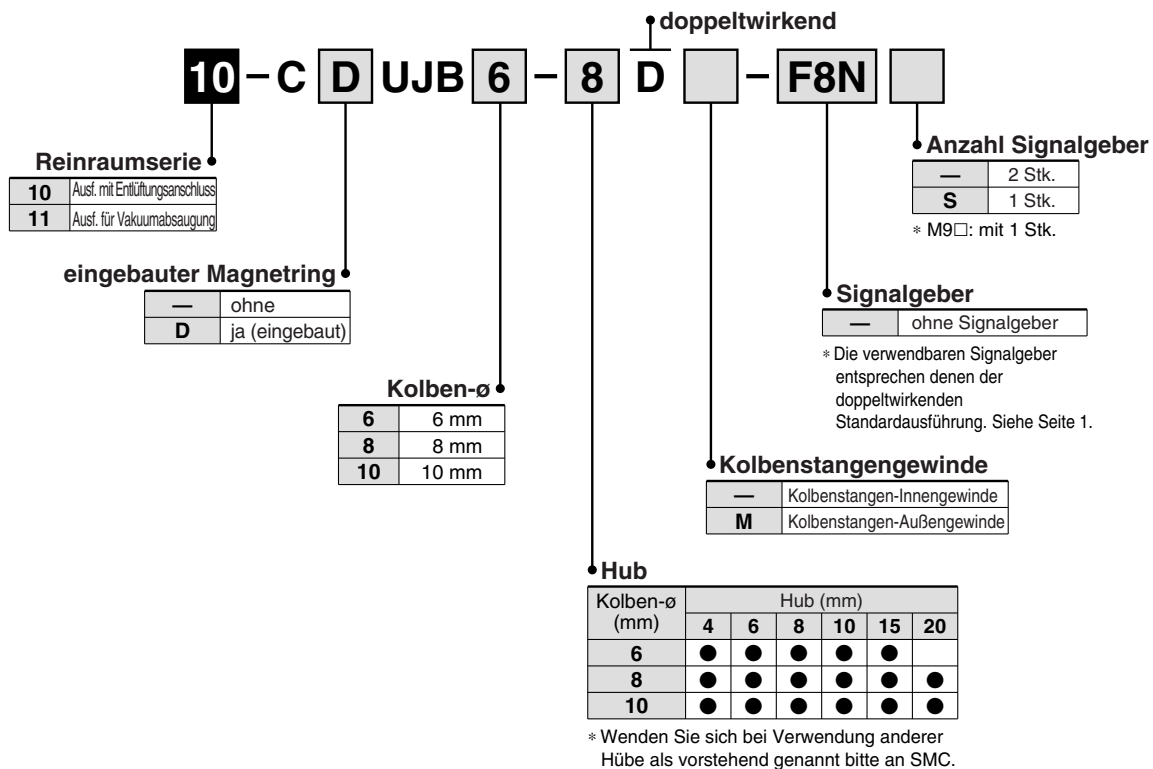 doppeltwirkend
10 – C D UJB 6 – 8 D – F8N
Reinraumserie
10 Ausf. mit Entlüftungsanschluss
11 Ausf. für Vakuumabsaugung
eingebauter Magnetring
— ohne
D ja (eingebaut)
Kolben-ø
6 6 mm
8 8 mm
10 10 mm
Hub
Kolben-ø (mm) Hub (mm)
4 6 8 10 15 20
6 ● ● ● ● ●
8 ● ● ● ● ● ●
10 ● ● ● ● ● ●
* Wenden Sie sich bei Verwendung anderer
Hübe als vorstehend genannt bitte an SMC.
Kolbenstangengewinde
— Kolbenstangen-Innengewinde
M Kolbenstangen-Außengewinde
Signalgeber
— ohne Signalgeber
* Die verwendbaren Signalgeber
entsprechen denen der
doppeltwirkenden
Standardausführung. Siehe Seite 1.
Anzahl Signalgeber
— 2 Stk.
S 1 Stk.
* M9□: mit 1 Stk.